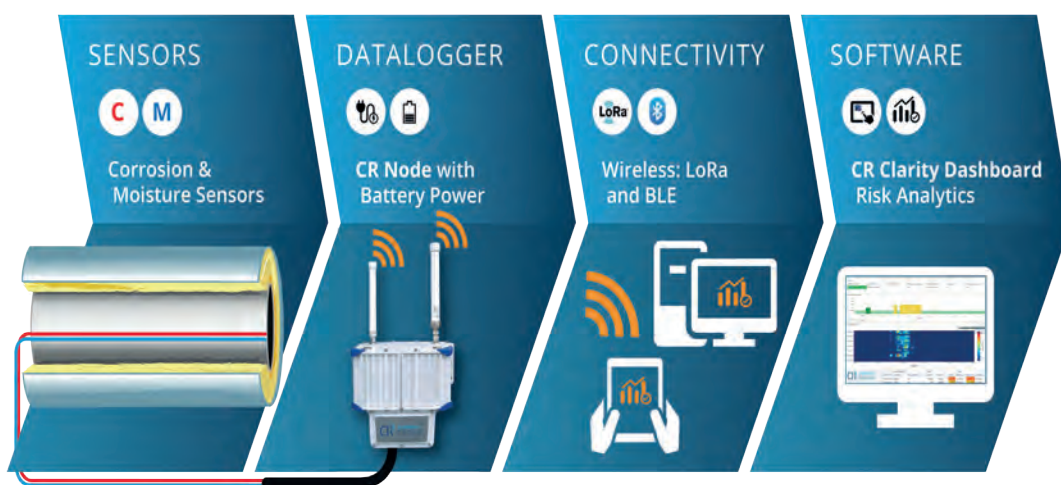 SENSORS
C M
Corrosion &
Moisture Sensors
DATALOGGER
CR Node with
Battery Power
CR
CONNECTIVITY
LoRa
Wireless: LoRa
and BLE
SOFTWARE
CR Clarity Dashboard
Risk Analytics